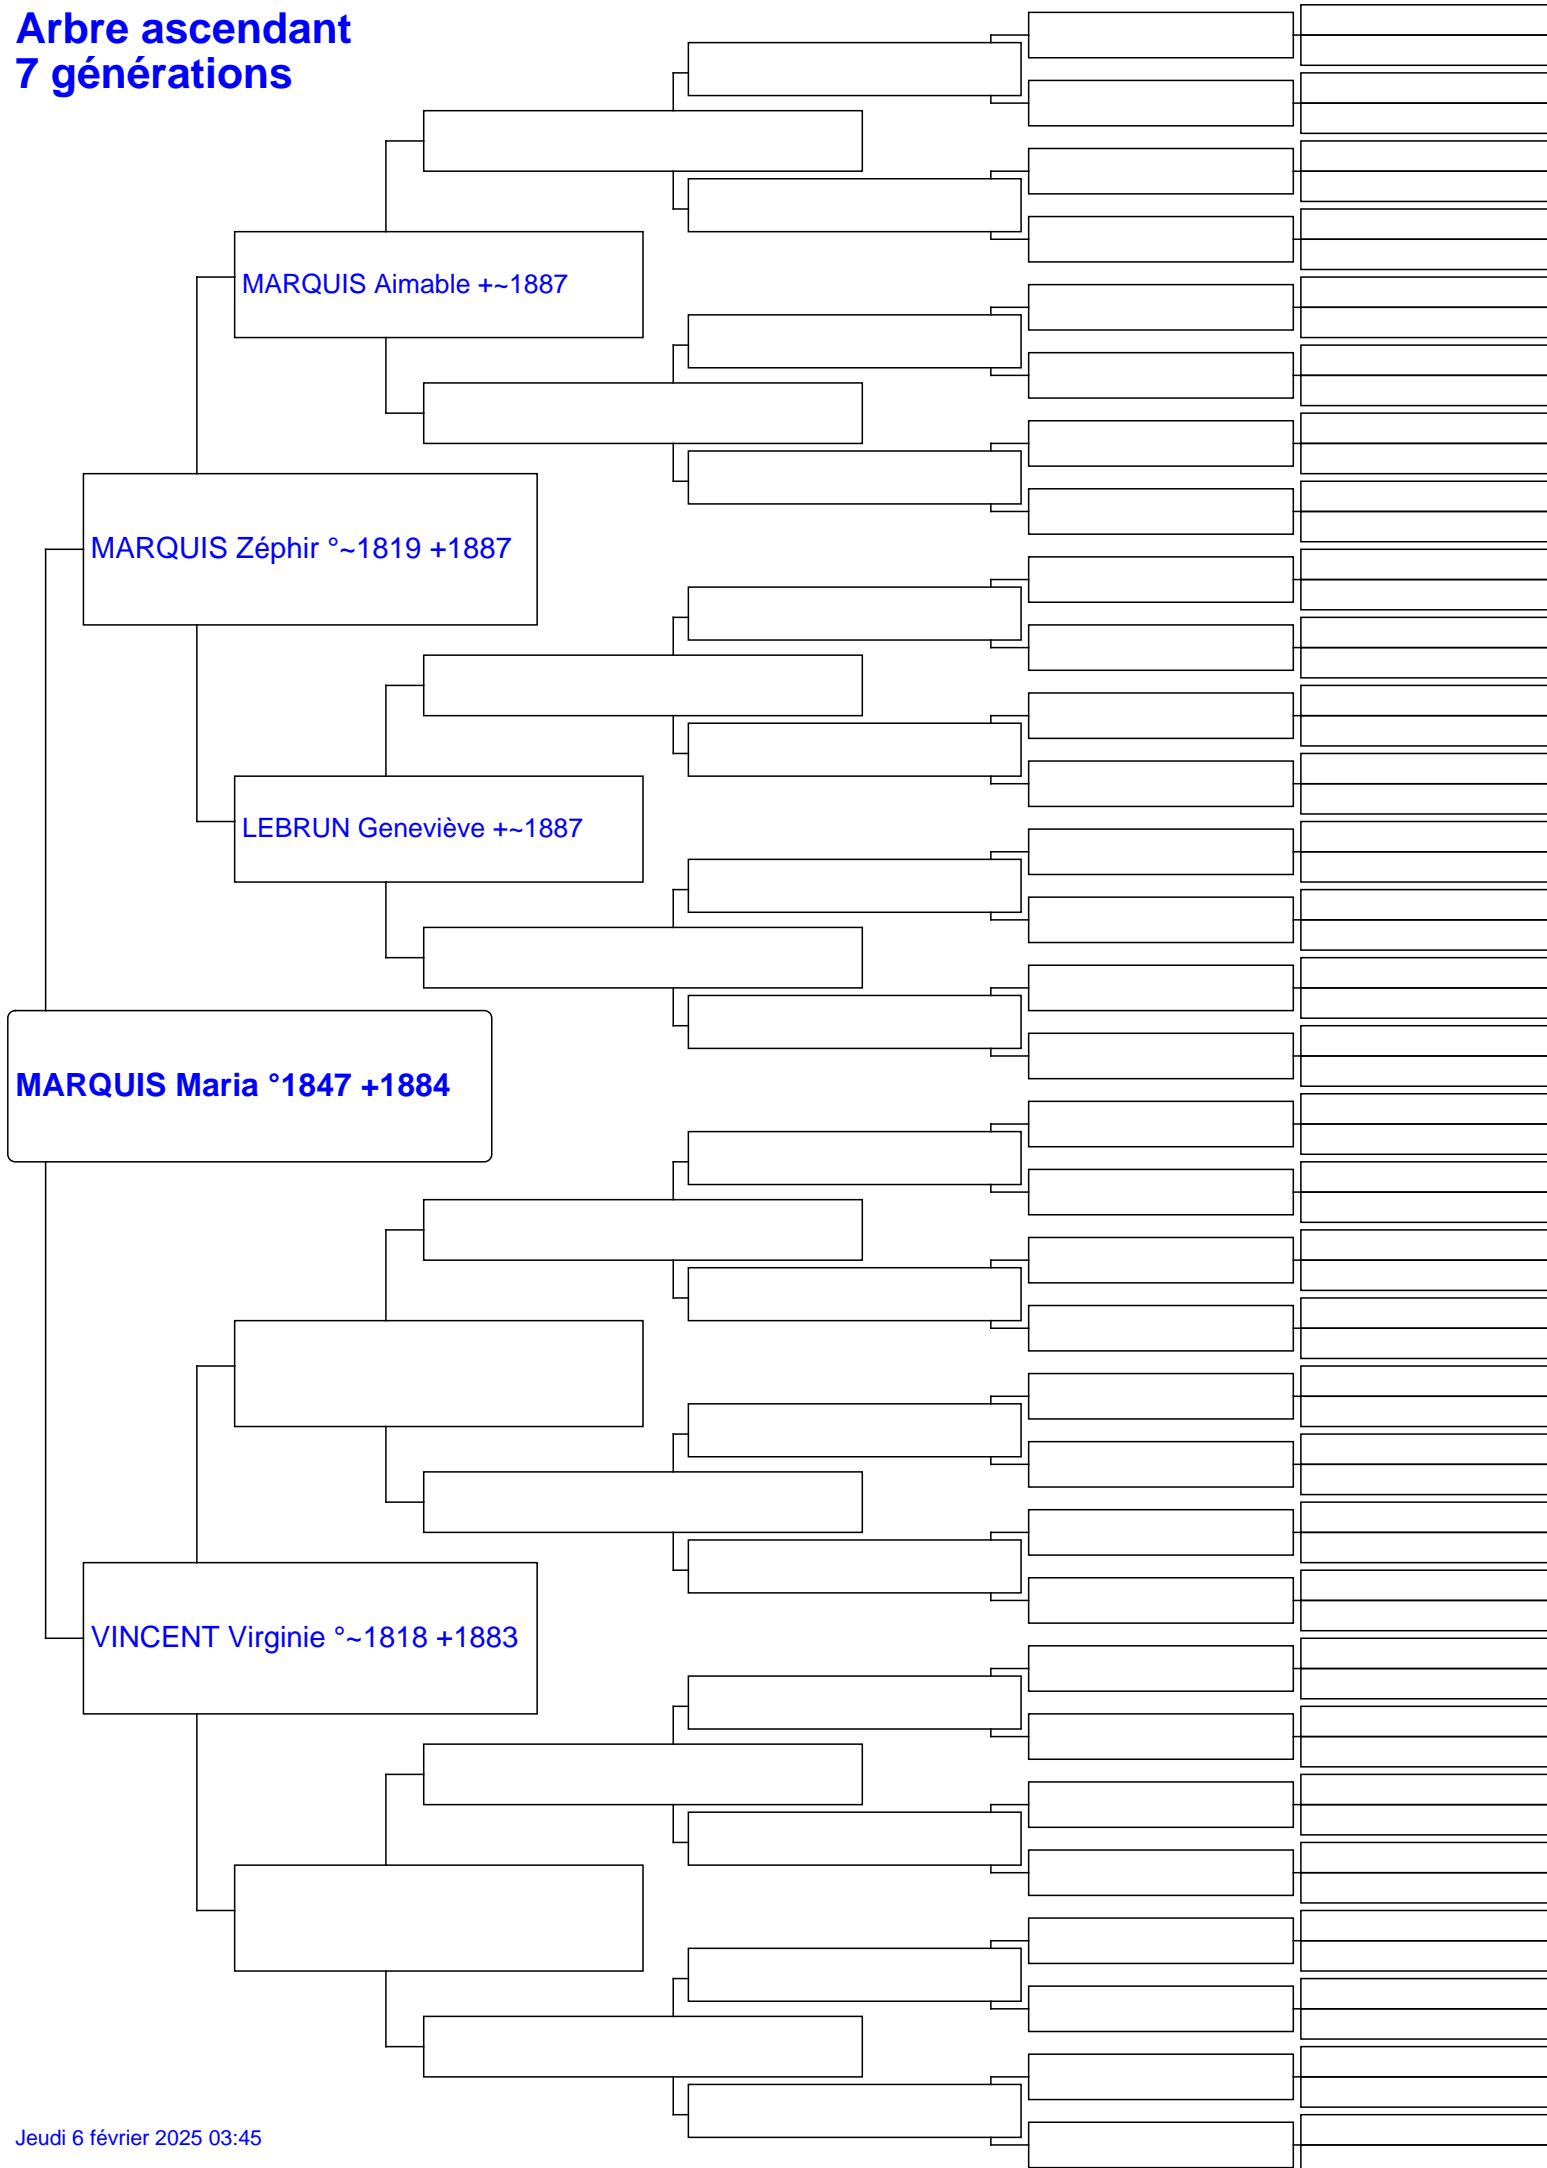 Arbre ascendant
7 générations
MARQUIS Aimable +~1887
MARQUIS Zéphir °~1819 +1887
LEBRUN Geneviève +~1887
MARQUIS Maria °1847 +1884
VINCENT Virginie °~1818 +1883
Jeudi 6 février 2025 03:45